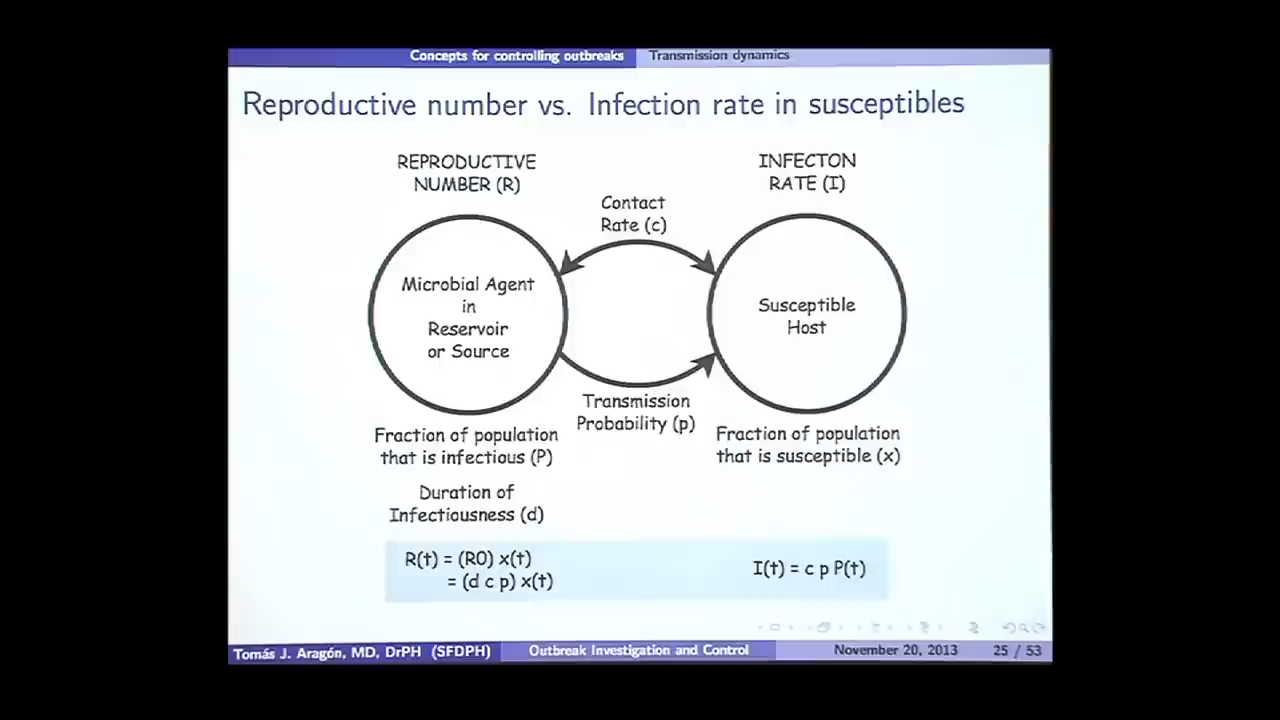 Concepts for controlling outbreaks
Transmission dynamics
Reproductive number vs. Infection rate in susceptibles
REPRODUCTIVE
NUMBER (R)
INFECTON
RATE (I)
Contact
Rate (c)
Microbial Agent
in
Reservoir
or Source
Susceptible
Host
Transmission
Probability (p)
Fraction of population
that is infectious (P)
Fraction of population
that is susceptible (x)
Duration of
Infectiousness (d)
R(t) = (R0) x(t)
= (d c p) x(t)
I(t) = c p P(t)
Tomás J. Aragón, MD, DrPH (SFDPH)
Outbreak Investigation and Control
November 20, 2013
25 / 53